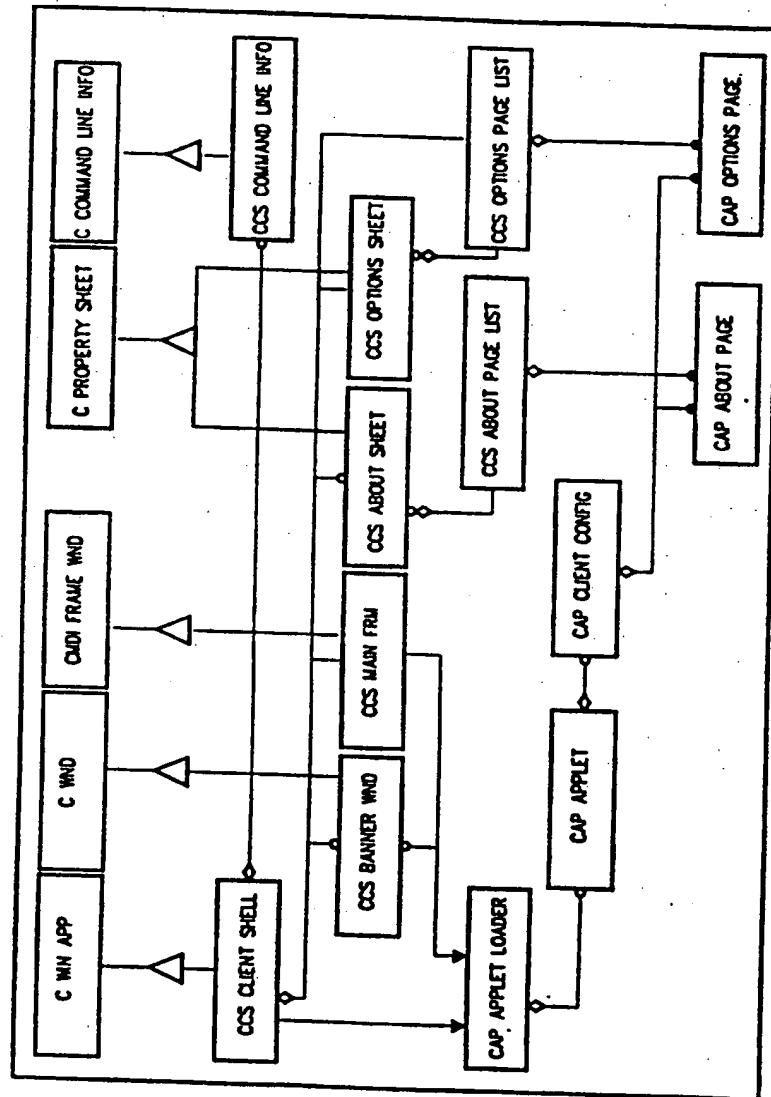 C WIN APP
C WND
CMDI FRAME WND
C PROPERTY SHEET
C COMMAND LINE INFO
CCS CLIENT SHELL
CCS COMMAND LINE INFO
CCS BANNER WND
CCS MAIN FRM
CCS ABOUT SHEET
CCS OPTIONS SHEET
CAP APPLET LOADER
CCS ABOUT PAGE LIST
CCS OPTIONS PAGE LIST
CAP APPLET
CAP CLIENT CONFIG
CAP ABOUT PAGE
CAP OPTIONS PAGE.